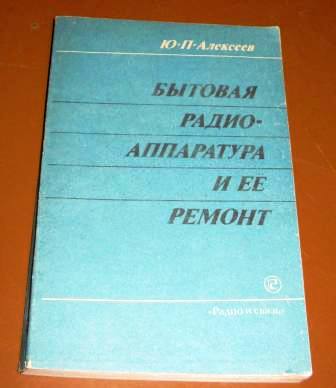 Ю·П·Алексеев
БЫТОВАЯ
РАДИО-
АППАРАТУРА
И ЕЕ
РЕМОНТ
«Радио и связь»